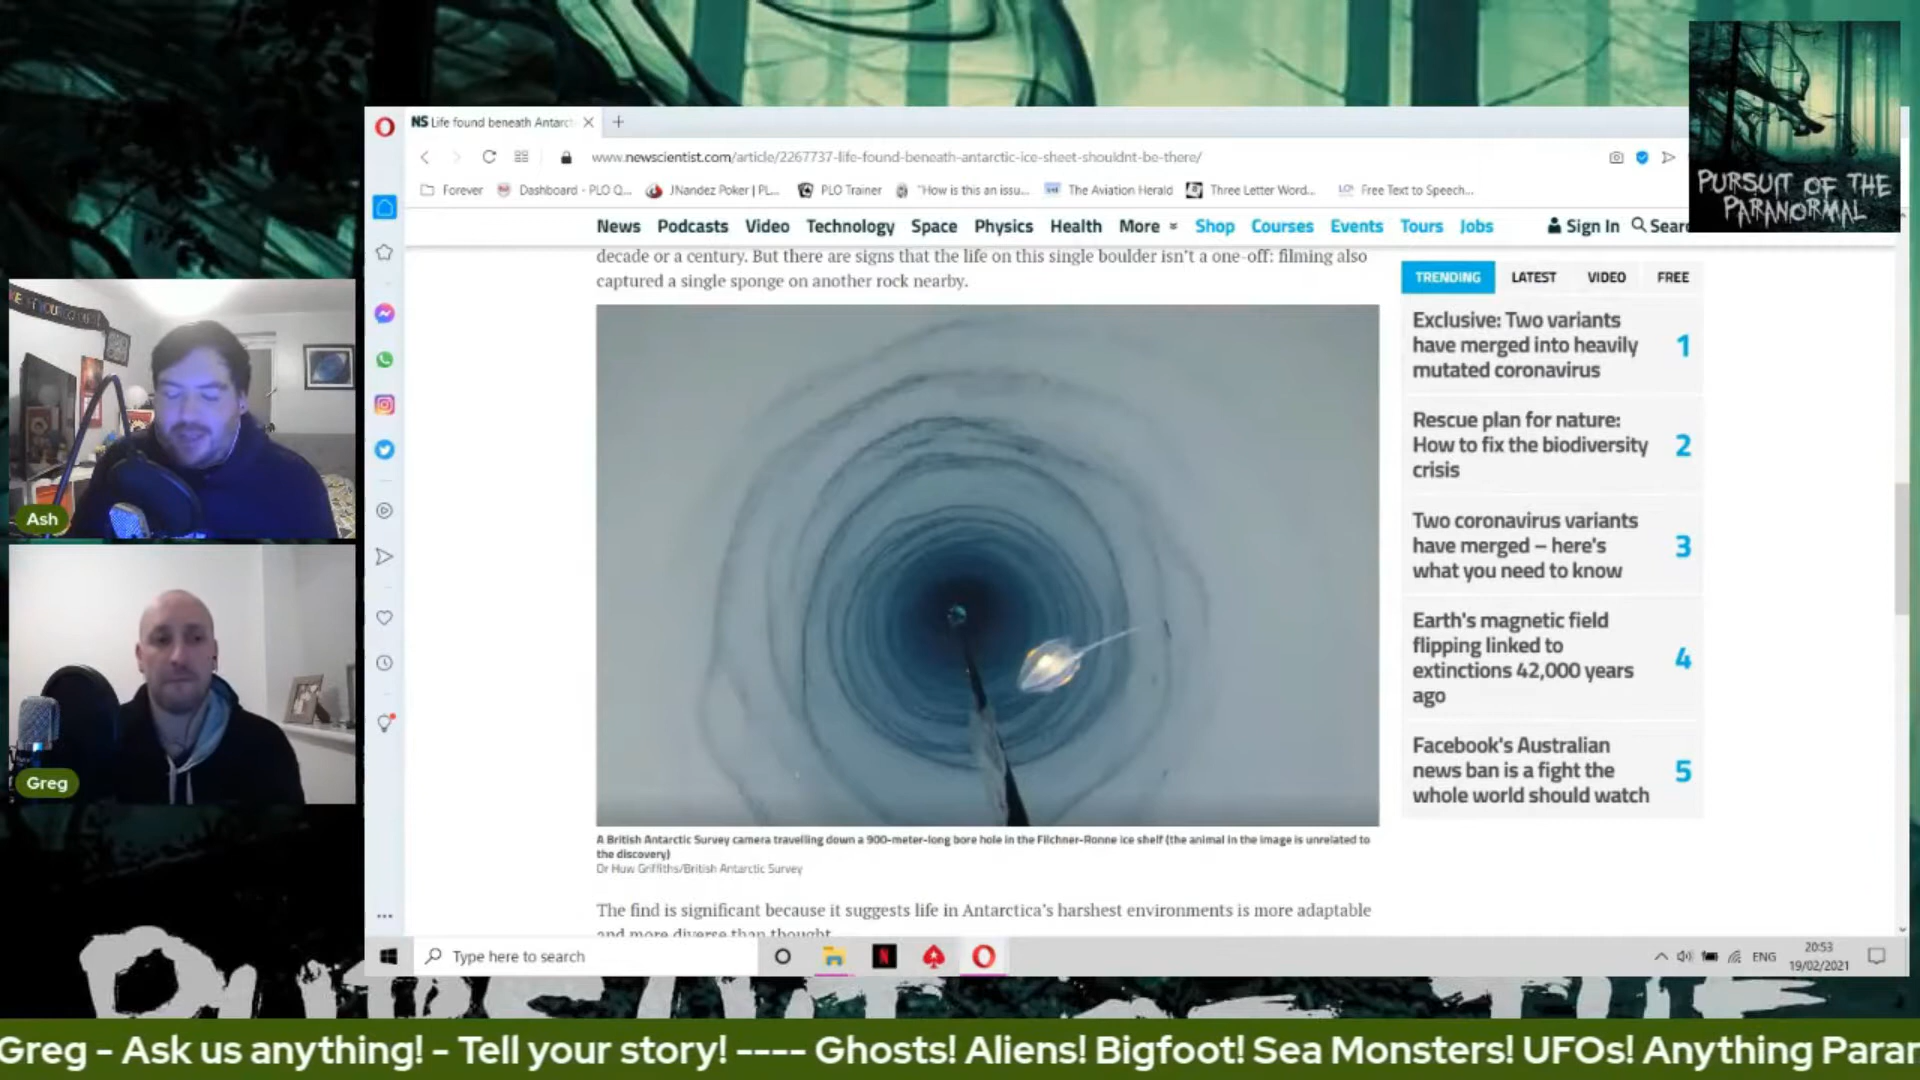 NS Life found beneath Antarct
www.newscientist.com/article/2267737-life-found-beneath-antarctic-ice-sheet-shouldnt-be-there/
Forever Dashboard - PLO Q... JNandez Poker | PL... PLO Trainer "How is this an issu... The Aviation Herald Three Letter Word... Free Text to Speech...
PURSUIT OF THE
PARANORMAL
News Podcasts Video Technology Space Physics Health More Shop Courses Events Tours Jobs Sign In Sear
decade or a century. But there are signs that the life on this single boulder isn't a one-off: filming also
captured a single sponge on another rock nearby.
TRENDING LATEST VIDEO FREE
Exclusive: Two variants
have merged into heavily
mutated coronavirus
1
Rescue plan for nature:
How to fix the biodiversity
crisis
2
Two coronavirus variants
have merged – here's
what you need to know
3
Earth's magnetic field
flipping linked to
extinctions 42,000 years
ago
4
Facebook's Australian
news ban is a fight the
whole world should watch
5
Ash
Greg
A British Antarctic Survey camera travelling down a 900-meter-long bore hole in the Filchner-Ronne ice shelf (the animal in the image is unrelated to
the discovery)
Dr Huw Griffiths/British Antarctic Survey
The find is significant because it suggests life in Antarctica's harshest environments is more adaptable
and more diverse than thought.
Type here to search
ENG
20:53
19/02/2021
Greg - Ask us anything! - Tell your story! ---- Ghosts! Aliens! Bigfoot! Sea Monsters! UFOs! Anything Parar